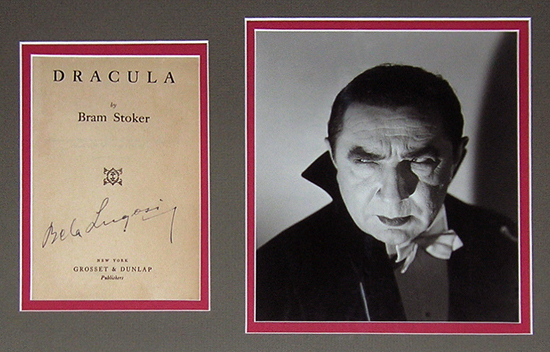 DRACULA
by
Bram Stoker
Bela Lugosi
NEW YORK
GROSSET & DUNLAP
Publishers